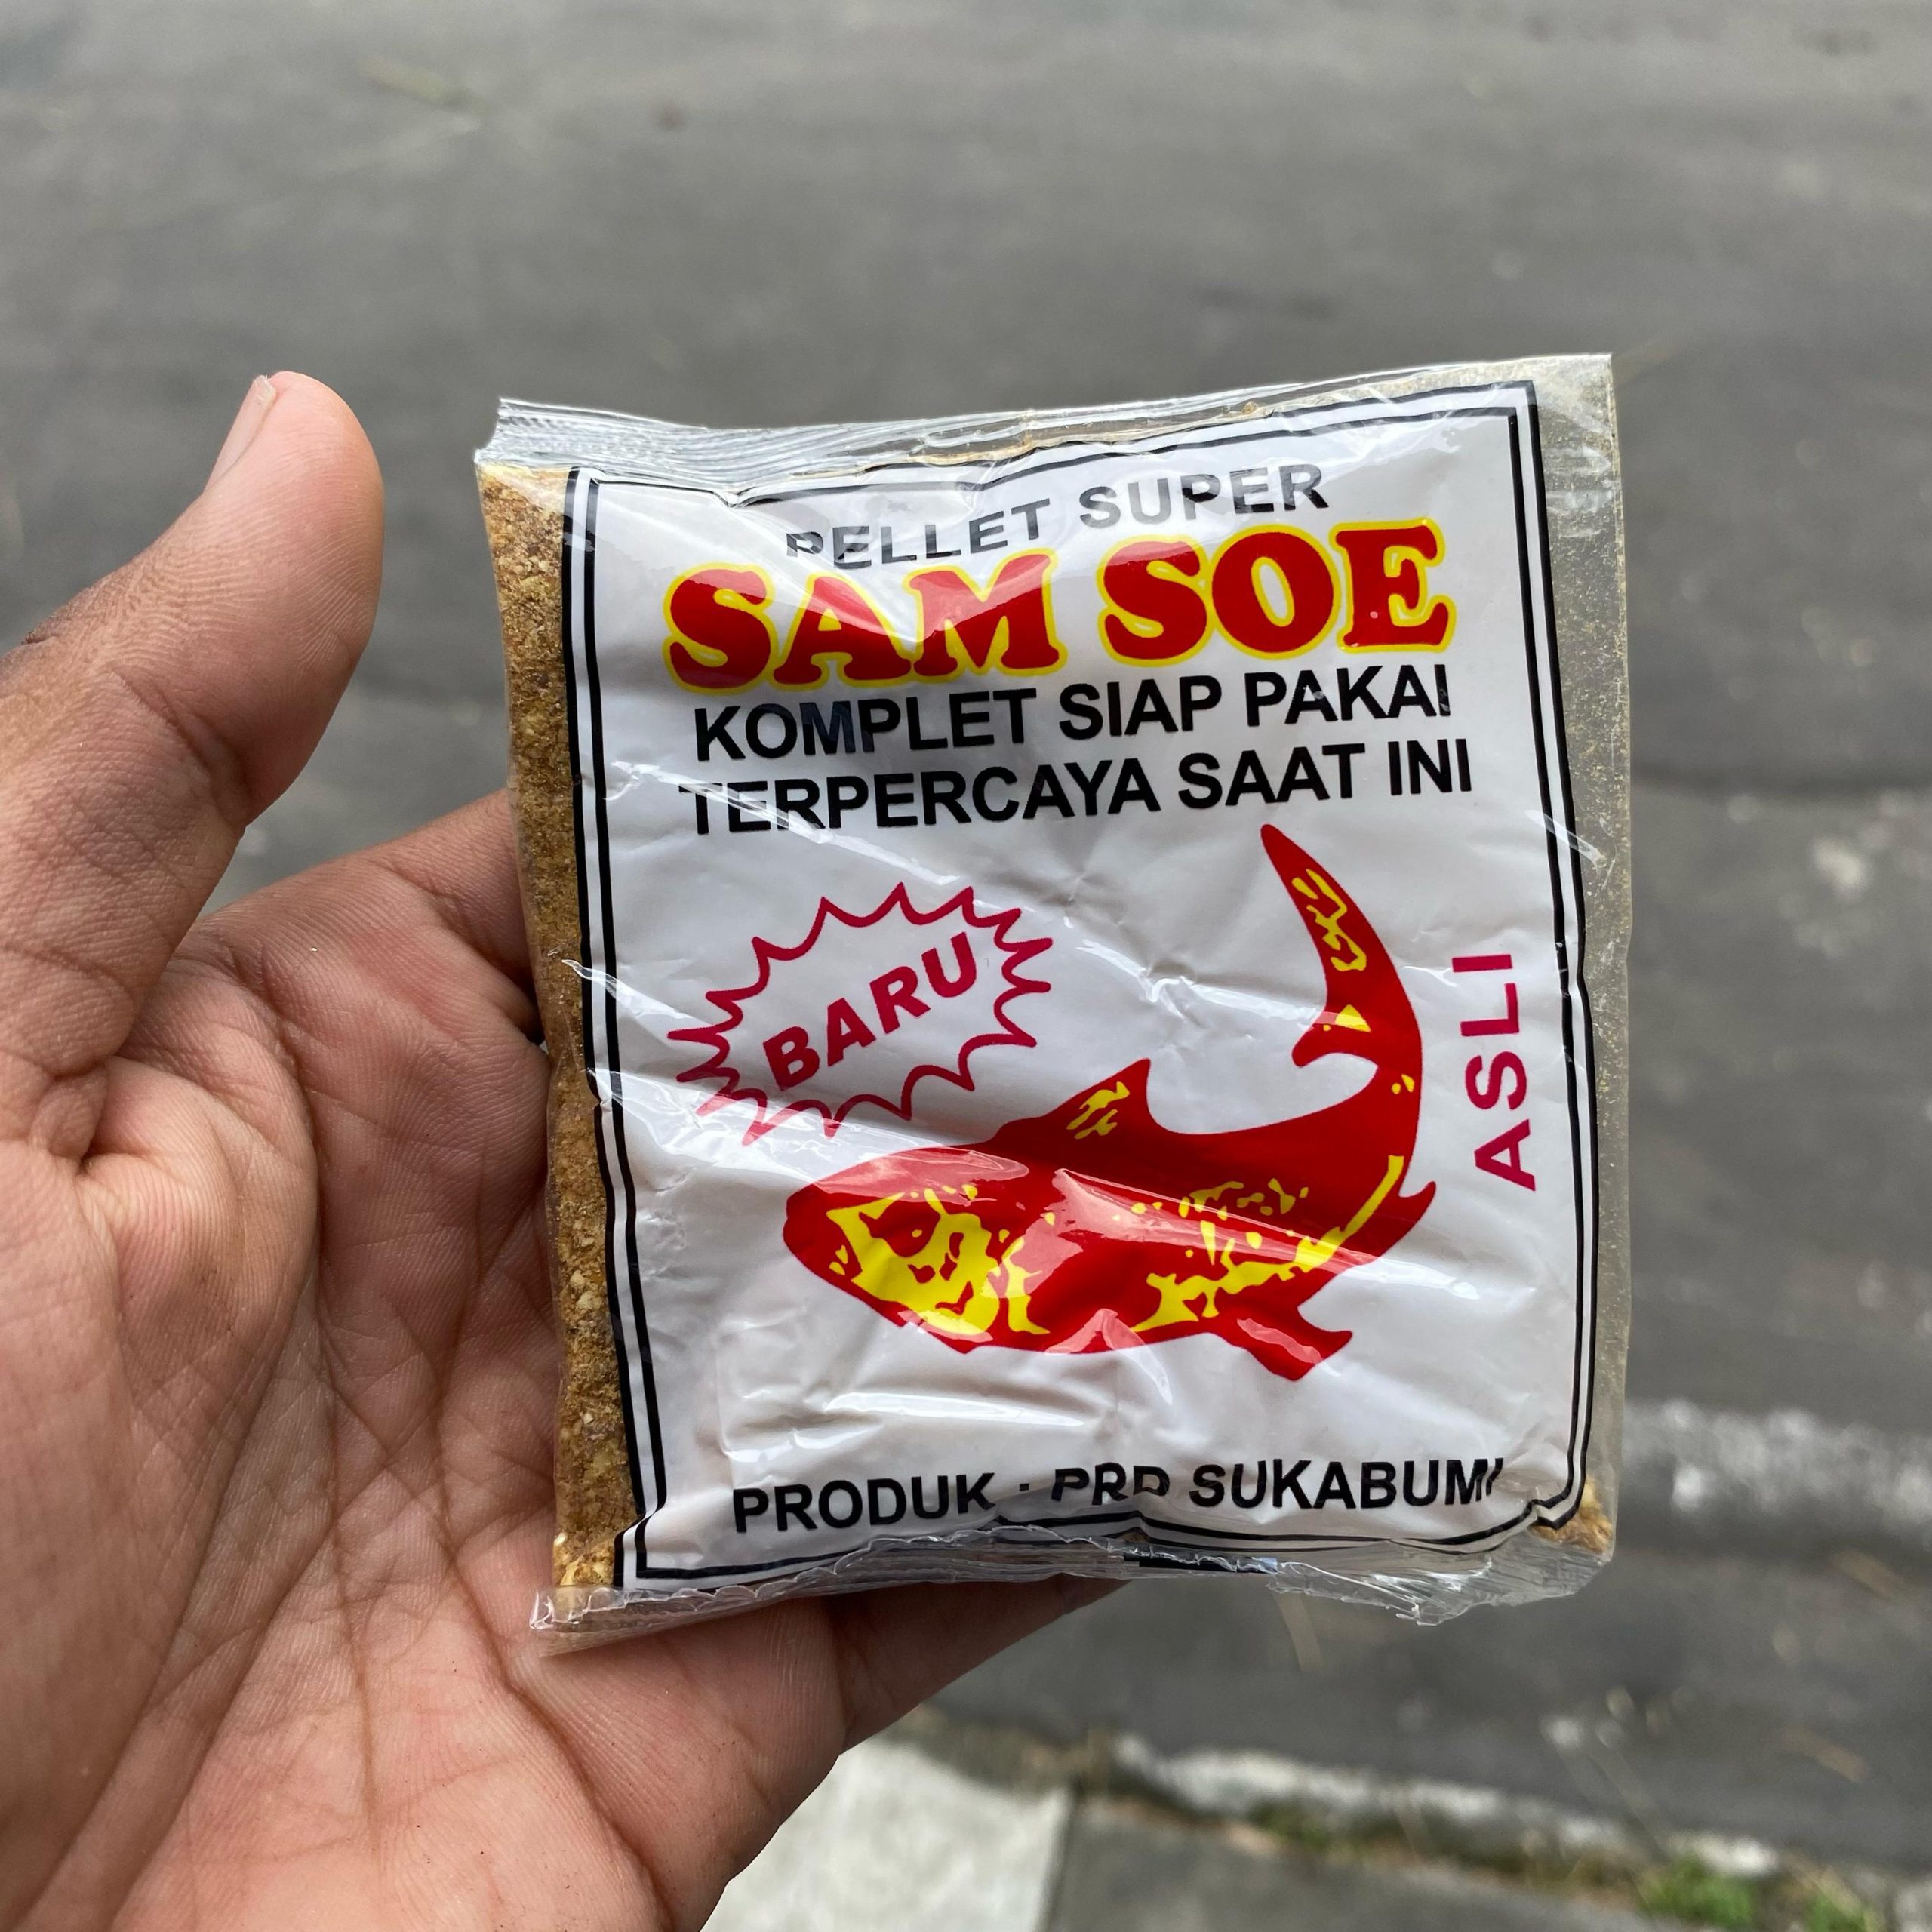 PELLET SUPER
SAM SOE
KOMPLET SIAP PAKAI
TERPERCAYA SAAT INI
BARU
ASLI
PRODUK : PRD SUKABUMI